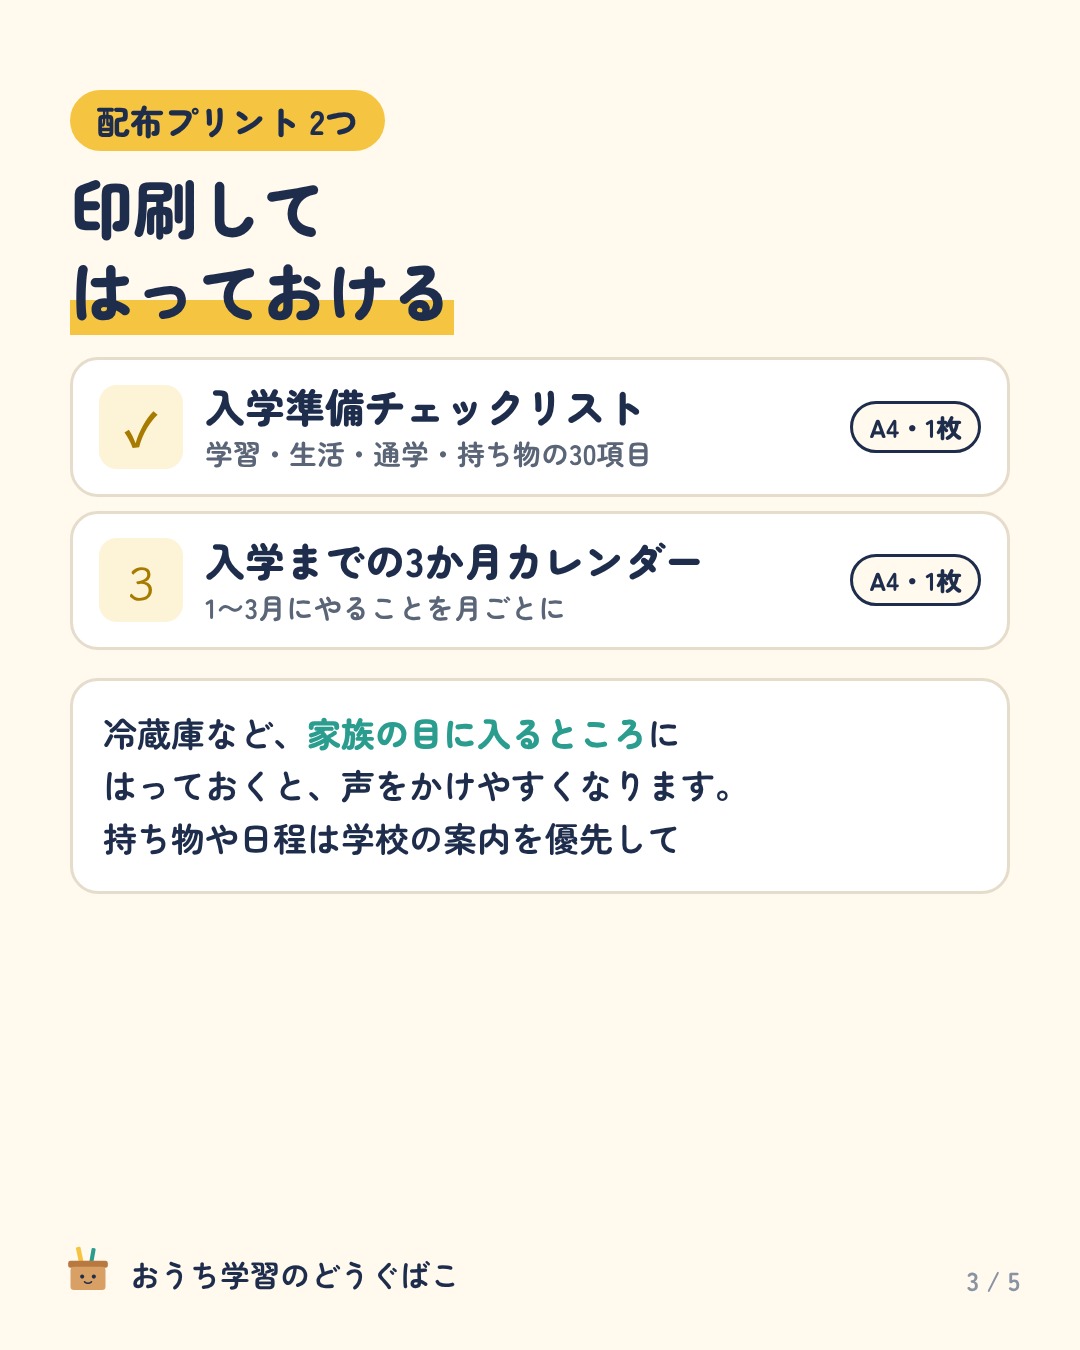 配布プリント 2つ
印刷して
はっておける
✓
入学準備チェックリスト
学習・生活・通学・持ち物の30項目
A4・1枚
3
入学までの3か月カレンダー
1〜3月にやることを月ごとに
A4・1枚
冷蔵庫など、家族の目に入るところに
はっておくと、声をかけやすくなります。
持ち物や日程は学校の案内を優先して
おうち学習のどうぐばこ
3 / 5